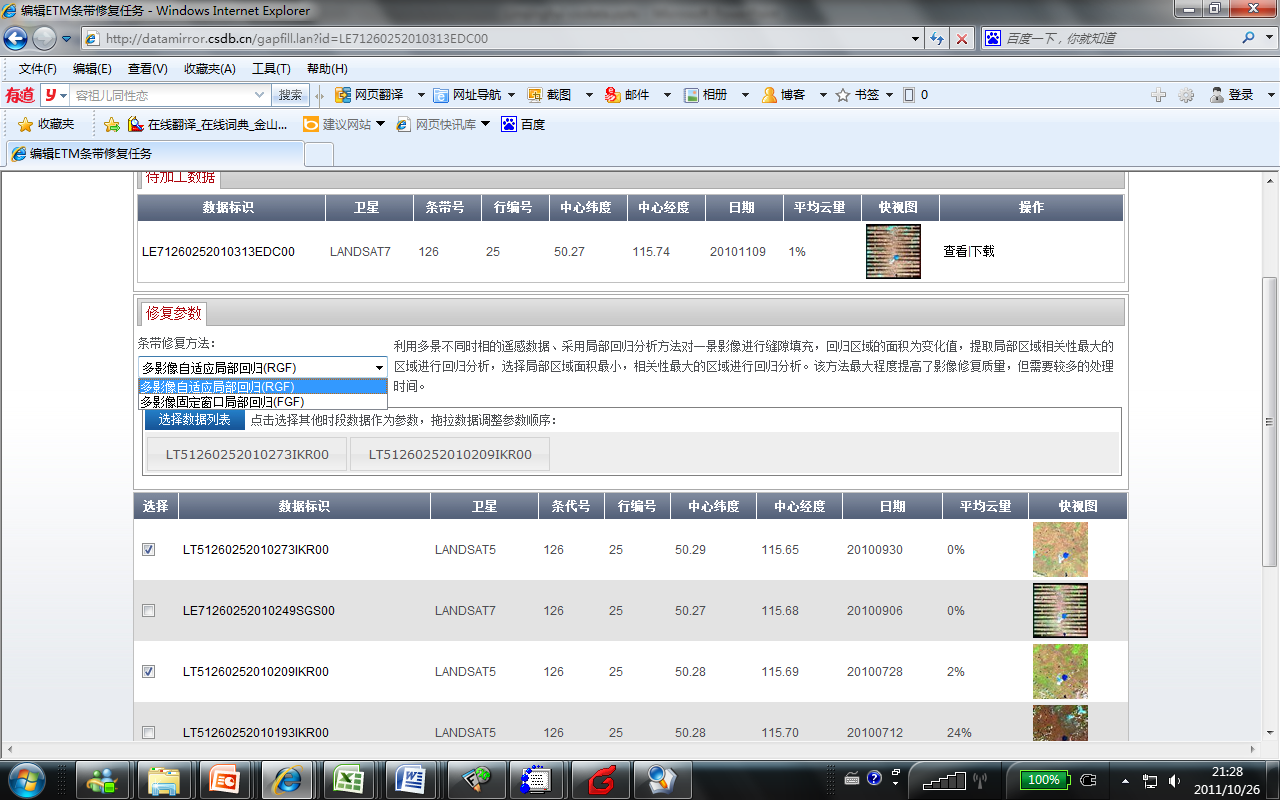 编辑ETM条带修复任务 - Windows Internet Explorer
http://datamirror.csdb.cn/gapfill.lan?id=LE71260252010313EDC00
百度一下，你就知道
文件(F) 编辑(E) 查看(V) 收藏夹(A) 工具(T) 帮助(H)
有道 y 容祖儿同性恋 搜索 网页翻译 网址导航 截图 邮件 相册 博客 书签 0 登录
收藏夹 在线翻译_在线词典_金山... 建议网站 网页快讯库 百度
编辑ETM条带修复任务
待加工数据
数据标识 卫星 条带号 行编号 中心纬度 中心经度 日期 平均云量 快视图 操作
LE71260252010313EDC00 LANDSAT7 126 25 50.27 115.74 20101109 1% 查看|下载
修复参数
条带修复方法：
多影像自适应局部回归(RGF)
多影像自适应局部回归(RGF)
多影像固定窗口局部回归(FGF)
利用多景不同时相的遥感数据、采用局部回归分析方法对一景影像进行缝隙填充，回归区域的面积为变化值，提取局部区域相关性最大的
区域进行回归分析，选择局部区域面积最小，相关性最大的区域进行回归分析。该方法最大程度提高了影像修复质量，但需要较多的处理
时间。
选择数据列表 点击选择其他时段数据作为参数，拖拉数据调整参数顺序：
LT51260252010273IKR00 LT51260252010209IKR00
选择 数据标识 卫星 条代号 行编号 中心纬度 中心经度 日期 平均云量 快视图
LT51260252010273IKR00 LANDSAT5 126 25 50.29 115.65 20100930 0%
LE71260252010249SGS00 LANDSAT7 126 25 50.27 115.68 20100906 0%
LT51260252010209IKR00 LANDSAT5 126 25 50.28 115.69 20100728 2%
LT51260252010193IKR00 LANDSAT5 126 25 50.28 115.70 20100712 24%
100%
21:28
2011/10/26